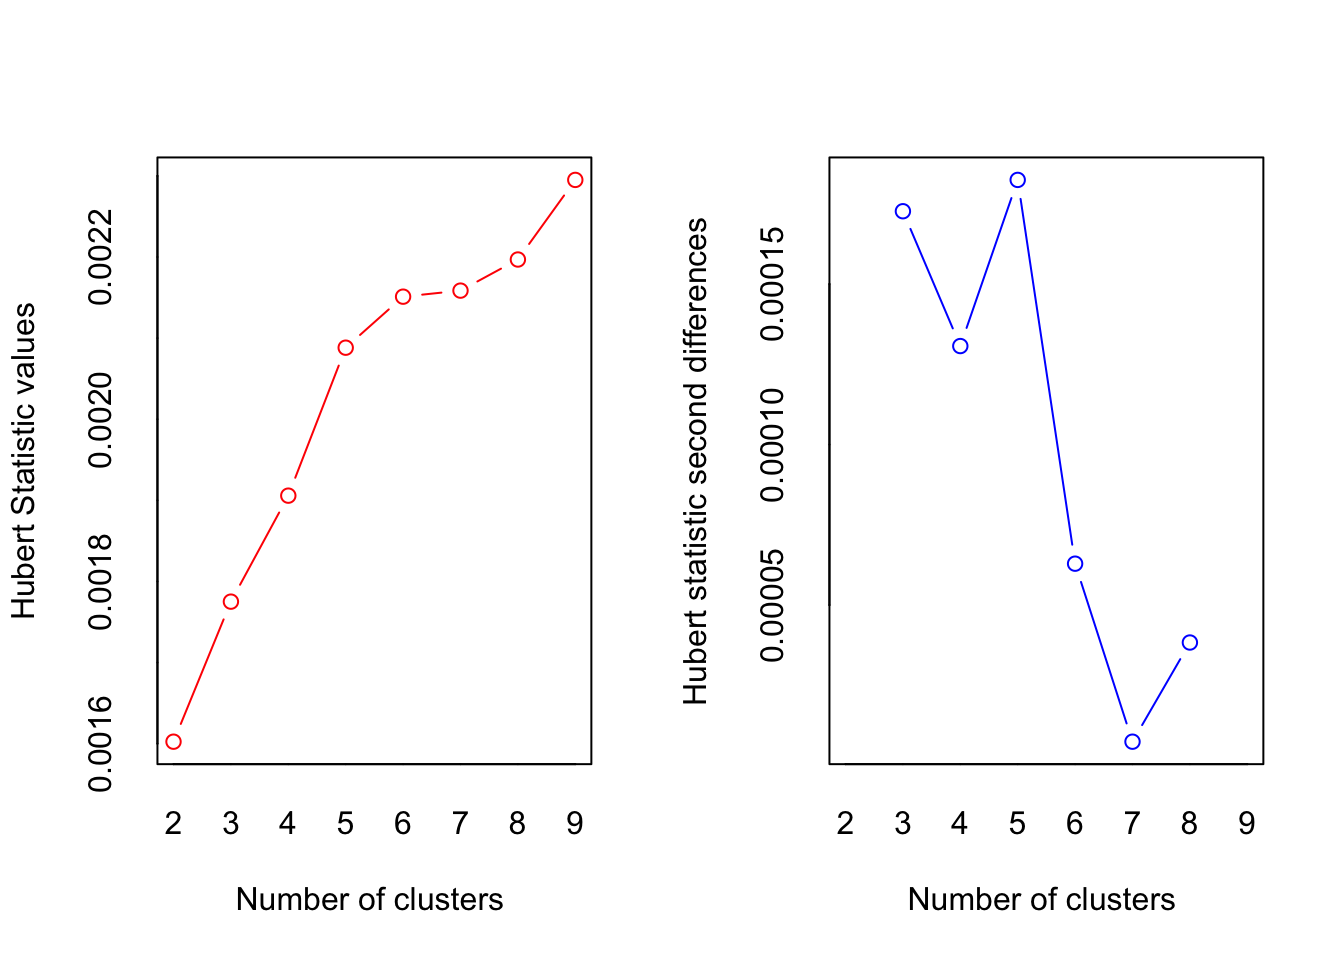 Hubert Statistic values
0.0016 0.0018 0.0020 0.0022
2 3 4 5 6 7 8 9
Number of clusters
Hubert statistic second differences
0.00005 0.00010 0.00015
2 3 4 5 6 7 8 9
Number of clusters